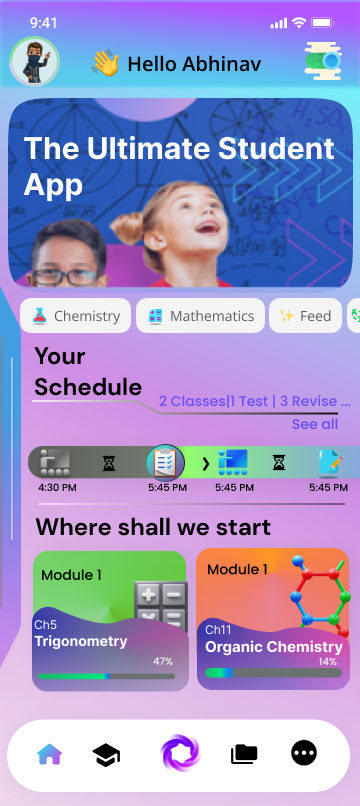 9:41
Hello Abhinav
The Ultimate Student
App
Chemistry
Mathematics
Feed
Your
Schedule
2 Classes|1 Test | 3 Revise ...
See all
4:30 PM
5:45 PM
5:45 PM
5:45 PM
Where shall we start
Module 1
Ch5
Trigonometry
47%
Module 1
Ch11
Organic Chemistry
14%